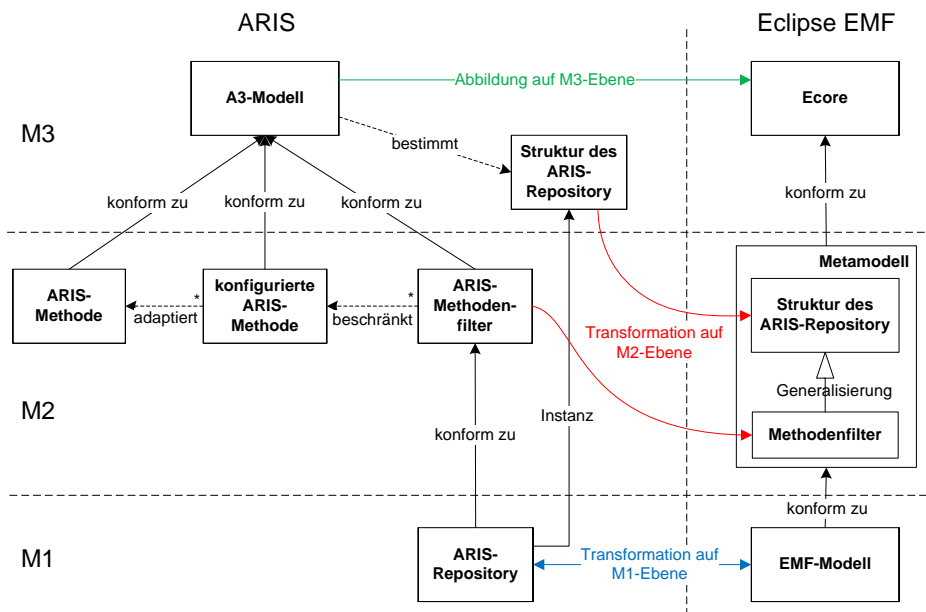 ARIS
Eclipse EMF
M3
A3-Modell
Abbildung auf M3-Ebene
Ecore
bestimmt
Struktur des
ARIS-
Repository
konform zu
konform zu
konform zu
konform zu
M2
ARIS-
Methode
adaptiert
*
konfigurierte
ARIS-
Methode
beschränkt
*
ARIS-
Methoden-
filter
Transformation auf
M2-Ebene
Metamodell
Struktur des
ARIS-Repository
Generalisierung
Methodenfilter
konform zu
Instanz
konform zu
M1
ARIS-
Repository
Transformation auf
M1-Ebene
EMF-Modell